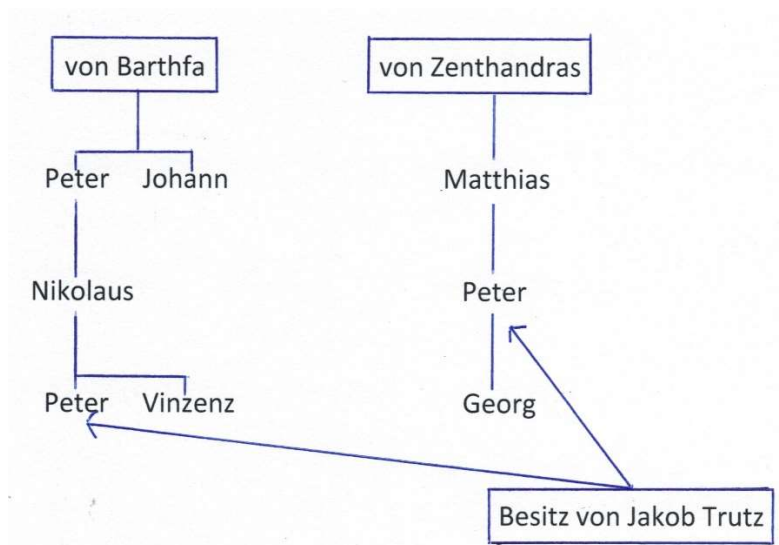 von Barthfa
von Zenthandras
Peter Johann
Matthias
Nikolaus
Peter
Peter Vinzenz
Georg
Besitz von Jakob Trutz